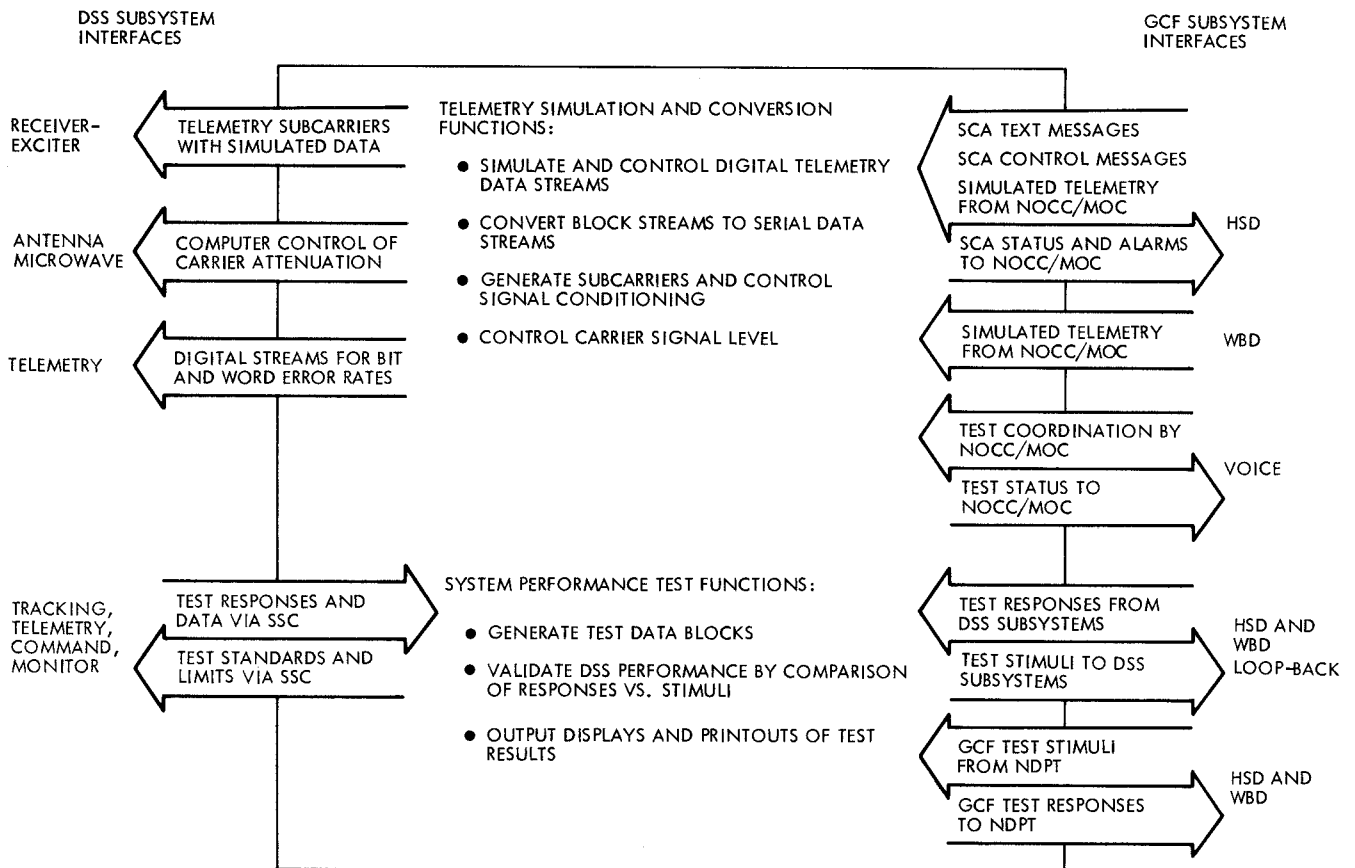 DSS SUBSYSTEM
INTERFACES
GCF SUBSYSTEM
INTERFACES
RECEIVER-
EXCITER
TELEMETRY SUBCARRIERS
WITH SIMULATED DATA
ANTENNA
MICROWAVE
COMPUTER CONTROL OF
CARRIER ATTENUATION
TELEMETRY
DIGITAL STREAMS FOR BIT
AND WORD ERROR RATES
TELEMETRY SIMULATION AND CONVERSION
FUNCTIONS:
● SIMULATE AND CONTROL DIGITAL TELEMETRY
DATA STREAMS
● CONVERT BLOCK STREAMS TO SERIAL DATA
STREAMS
● GENERATE SUBCARRIERS AND CONTROL
SIGNAL CONDITIONING
● CONTROL CARRIER SIGNAL LEVEL
SCA TEXT MESSAGES
SCA CONTROL MESSAGES
SIMULATED TELEMETRY
FROM NOCC/MOC
SCA STATUS AND ALARMS
TO NOCC/MOC
HSD
SIMULATED TELEMETRY
FROM NOCC/MOC
WBD
TEST COORDINATION BY
NOCC/MOC
TEST STATUS TO
NOCC/MOC
VOICE
TRACKING,
TELEMETRY,
COMMAND,
MONITOR
TEST RESPONSES AND
DATA VIA SSC
TEST STANDARDS AND
LIMITS VIA SSC
SYSTEM PERFORMANCE TEST FUNCTIONS:
● GENERATE TEST DATA BLOCKS
● VALIDATE DSS PERFORMANCE BY COMPARISON
OF RESPONSES VS. STIMULI
● OUTPUT DISPLAYS AND PRINTOUTS OF TEST
RESULTS
TEST RESPONSES FROM
DSS SUBSYSTEMS
TEST STIMULI TO DSS
SUBSYSTEMS
HSD AND
WBD
LOOP-BACK
GCF TEST STIMULI
FROM NDPT
GCF TEST RESPONSES
TO NDPT
HSD AND
WBD